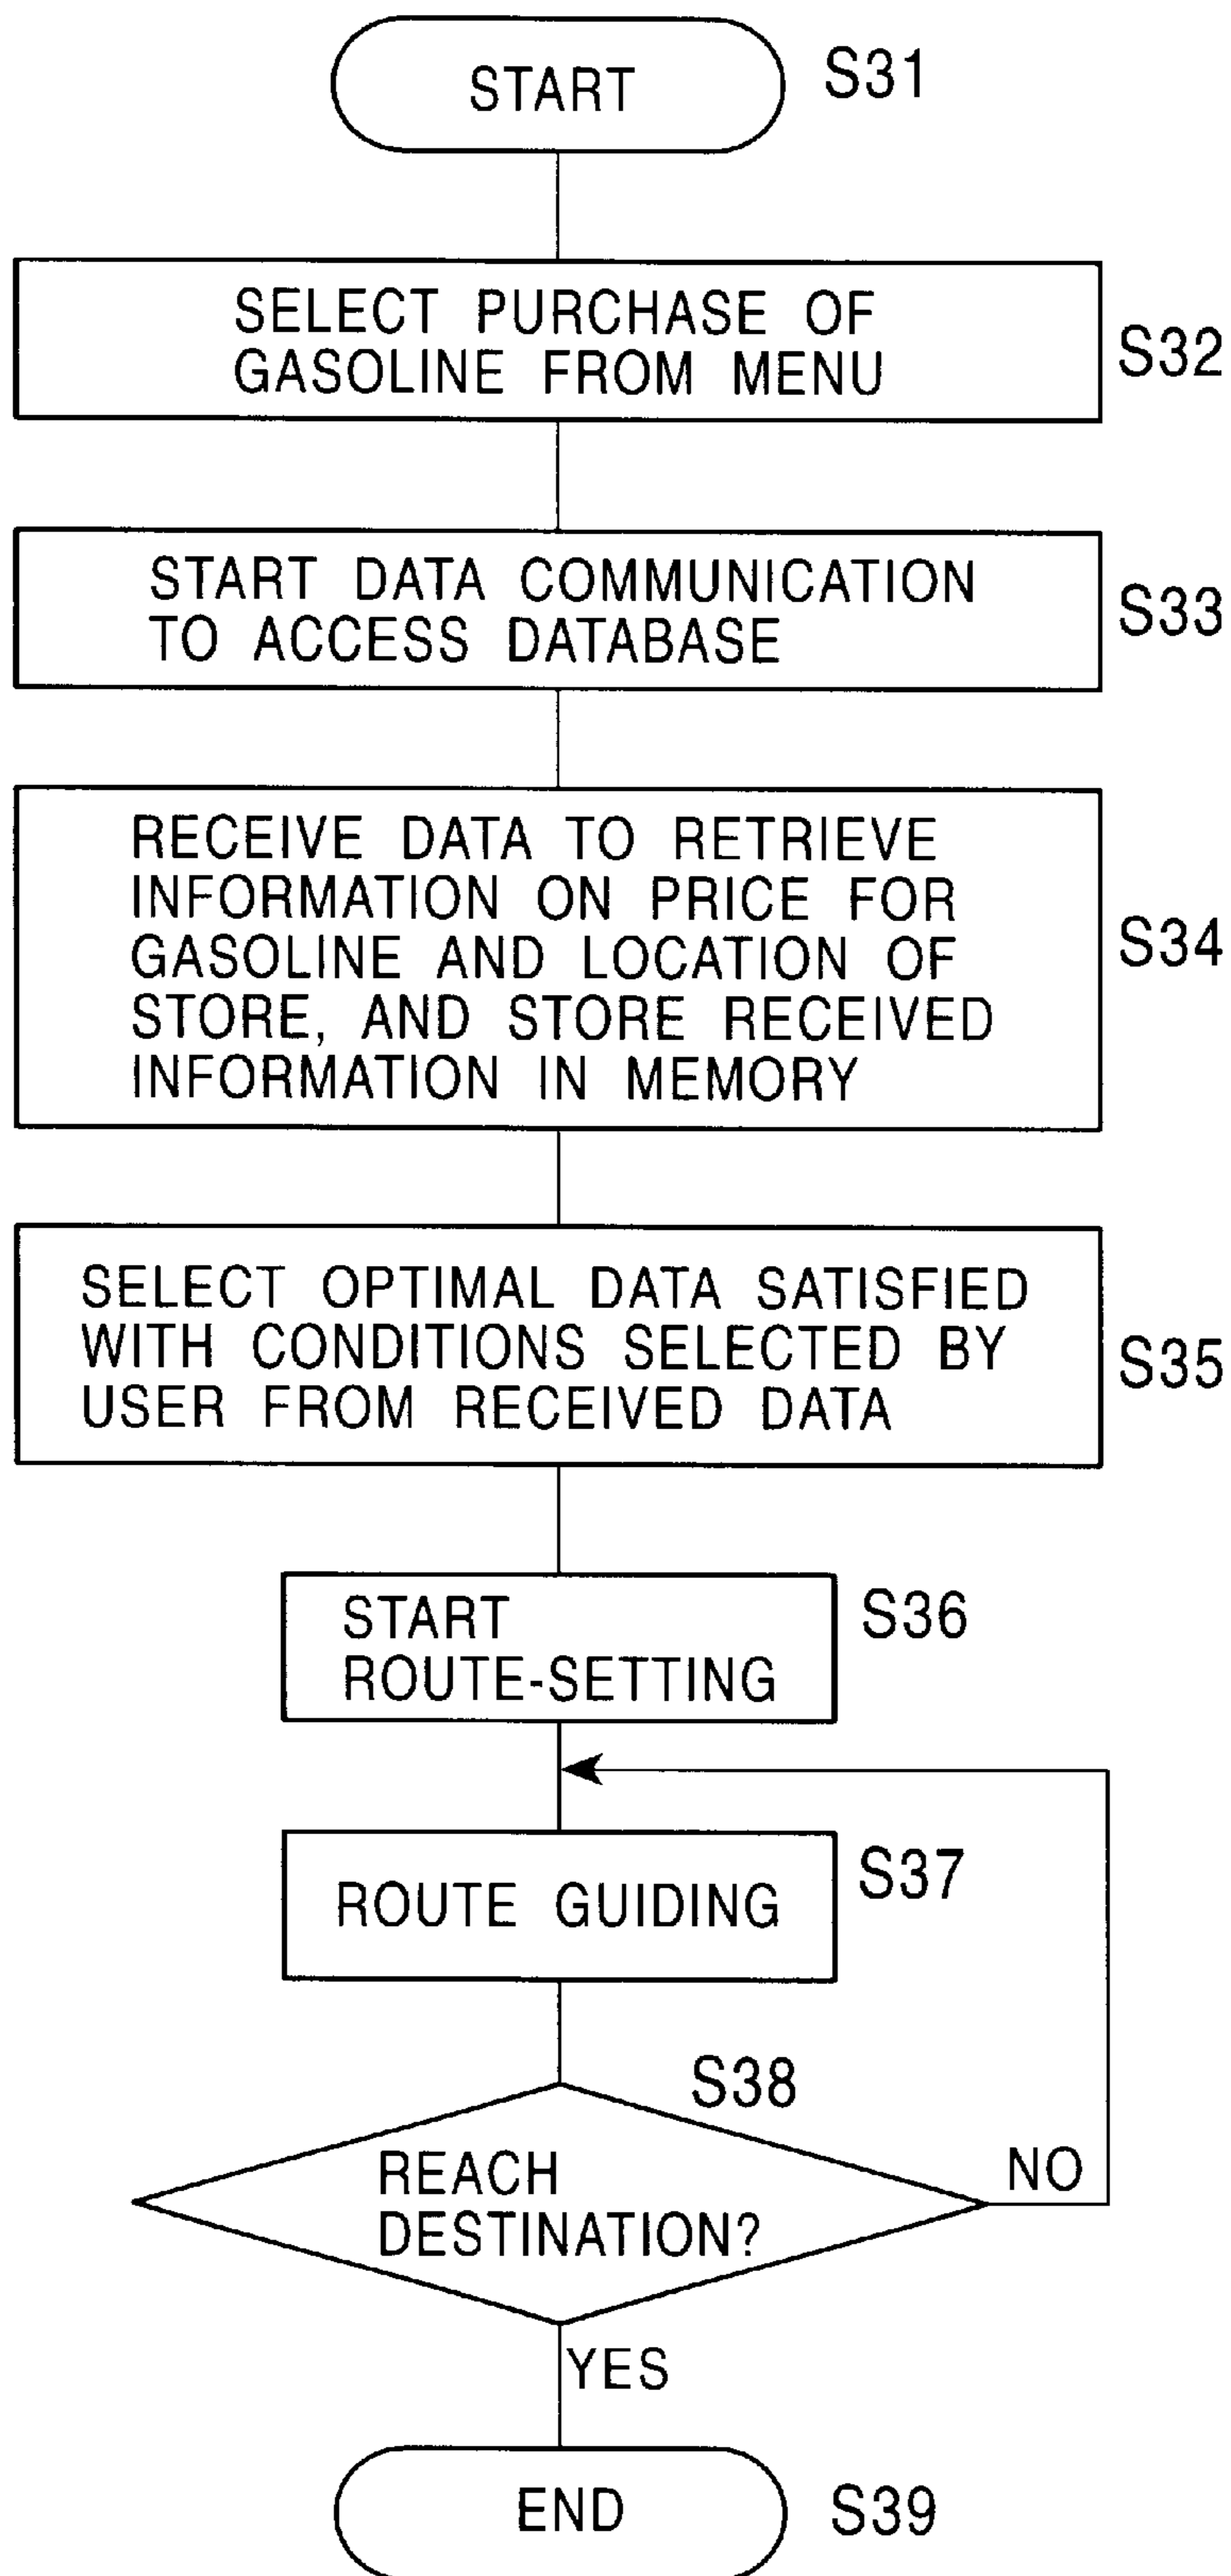 START
S31
SELECT PURCHASE OF
GASOLINE FROM MENU
S32
START DATA COMMUNICATION
TO ACCESS DATABASE
S33
RECEIVE DATA TO RETRIEVE
INFORMATION ON PRICE FOR
GASOLINE AND LOCATION OF
STORE, AND STORE RECEIVED
INFORMATION IN MEMORY
S34
SELECT OPTIMAL DATA SATISFIED
WITH CONDITIONS SELECTED BY
USER FROM RECEIVED DATA
S35
START
ROUTE-SETTING
S36
ROUTE GUIDING
S37
S38
REACH
DESTINATION?
NO
YES
END
S39